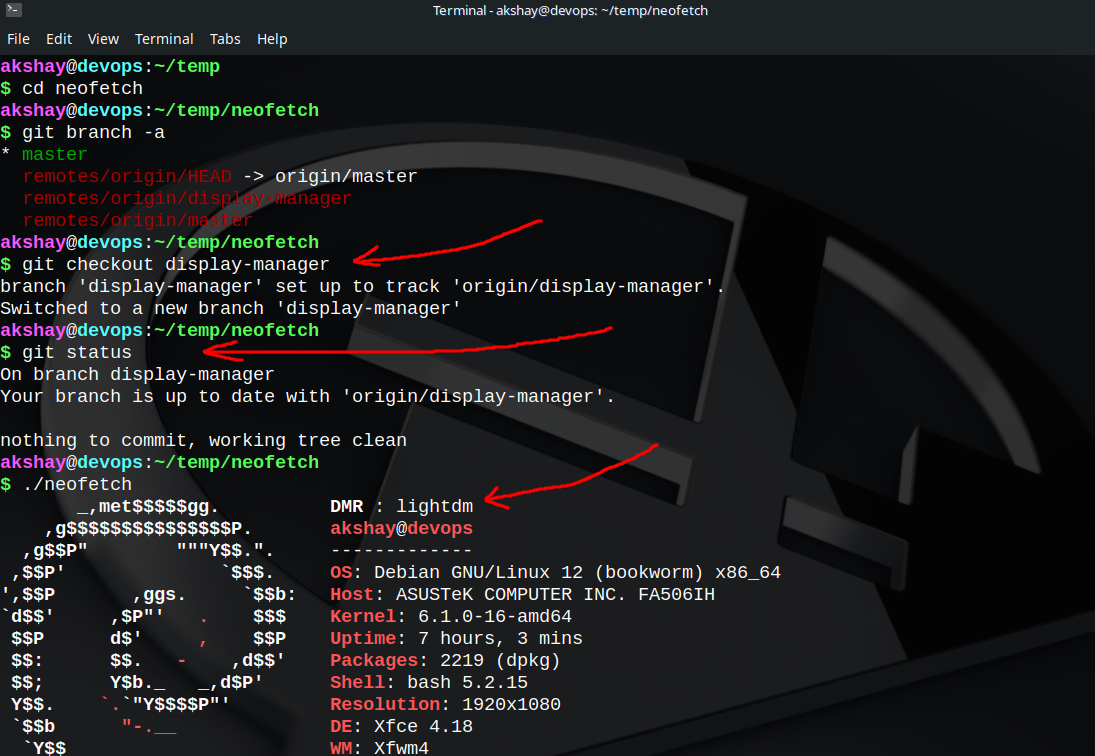 Terminal - akshay@devops: ~/temp/neofetch
File Edit View Terminal Tabs Help
akshay@devops:~/temp
$ cd neofetch
akshay@devops:~/temp/neofetch
$ git branch -a
* master
  remotes/origin/HEAD -> origin/master
  remotes/origin/display-manager
  remotes/origin/master
akshay@devops:~/temp/neofetch
$ git checkout display-manager
branch 'display-manager' set up to track 'origin/display-manager'.
Switched to a new branch 'display-manager'
akshay@devops:~/temp/neofetch
$ git status
On branch display-manager
Your branch is up to date with 'origin/display-manager'.
nothing to commit, working tree clean
akshay@devops:~/temp/neofetch
$ ./neofetch
       _,met$$$$$gg.          DMR : lightdm
    ,g$$$$$$$$$$$$$$$P.       akshay@devops
  ,g$$P"        """Y$$.".     -------------
 ,$$P'              `$$$.     OS: Debian GNU/Linux 12 (bookworm) x86_64
',$$P       ,ggs.     `$$b:   Host: ASUSTeK COMPUTER INC. FA506IH
`d$$'     ,$P"'   .    $$$    Kernel: 6.1.0-16-amd64
 $$P      d$'     ,    $$P    Uptime: 7 hours, 3 mins
 $$:      $$.   -    ,d$$'    Packages: 2219 (dpkg)
 $$;      Y$b._   _,d$P'      Shell: bash 5.2.15
 Y$$.    `.`"Y$$$$P"'         Resolution: 1920x1080
 `$$b      "-.__              DE: Xfce 4.18
  `Y$$                        WM: Xfwm4